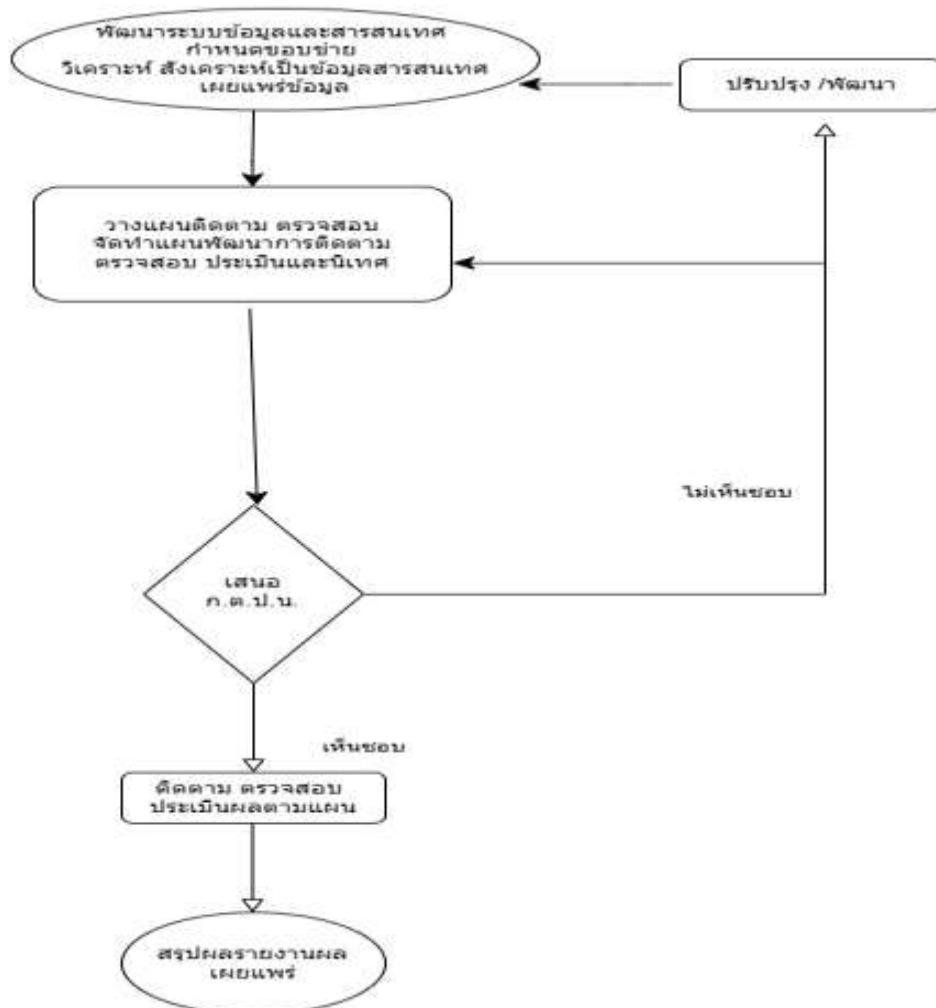 พัฒนาระบบข้อมูลและสารสนเทศ
กำหนดขอบข่าย
วิเคราะห์ สังเคราะห์เป็นข้อมูลสารสนเทศ
เผยแพร่ข้อมูล
ปรับปรุง /พัฒนา
วางแผนติดตาม ตรวจสอบ
จัดทำแผนพัฒนาการติดตาม
ตรวจสอบ ประเมินและนิเทศ
ไม่เห็นชอบ
เสนอ
ก.ต.ป.น.
เห็นชอบ
ติดตาม ตรวจสอบ
ประเมินผลตามแผน
สรุปผลรายงานผล
เผยแพร่